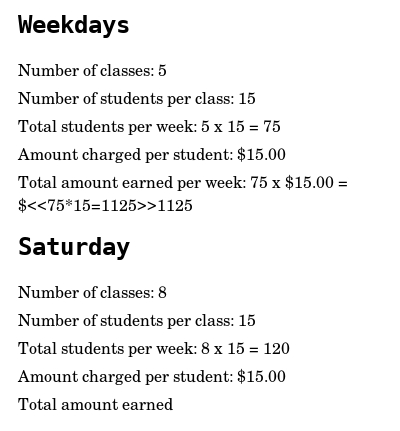 Weekdays
Number of classes: 5
Number of students per class: 15
Total students per week: 5 x 15 = 75
Amount charged per student: $15.00
Total amount earned per week: 75 x $15.00 =
$<<75*15=1125>>1125
Saturday
Number of classes: 8
Number of students per class: 15
Total students per week: 8 x 15 = 120
Amount charged per student: $15.00
Total amount earned